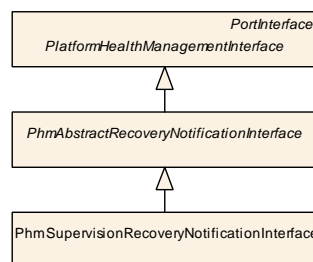 PortInterface
PlatformHealthManagementInterface
PhmAbstractRecoveryNotificationInterface
PhmSupervisionRecoveryNotificationInterface